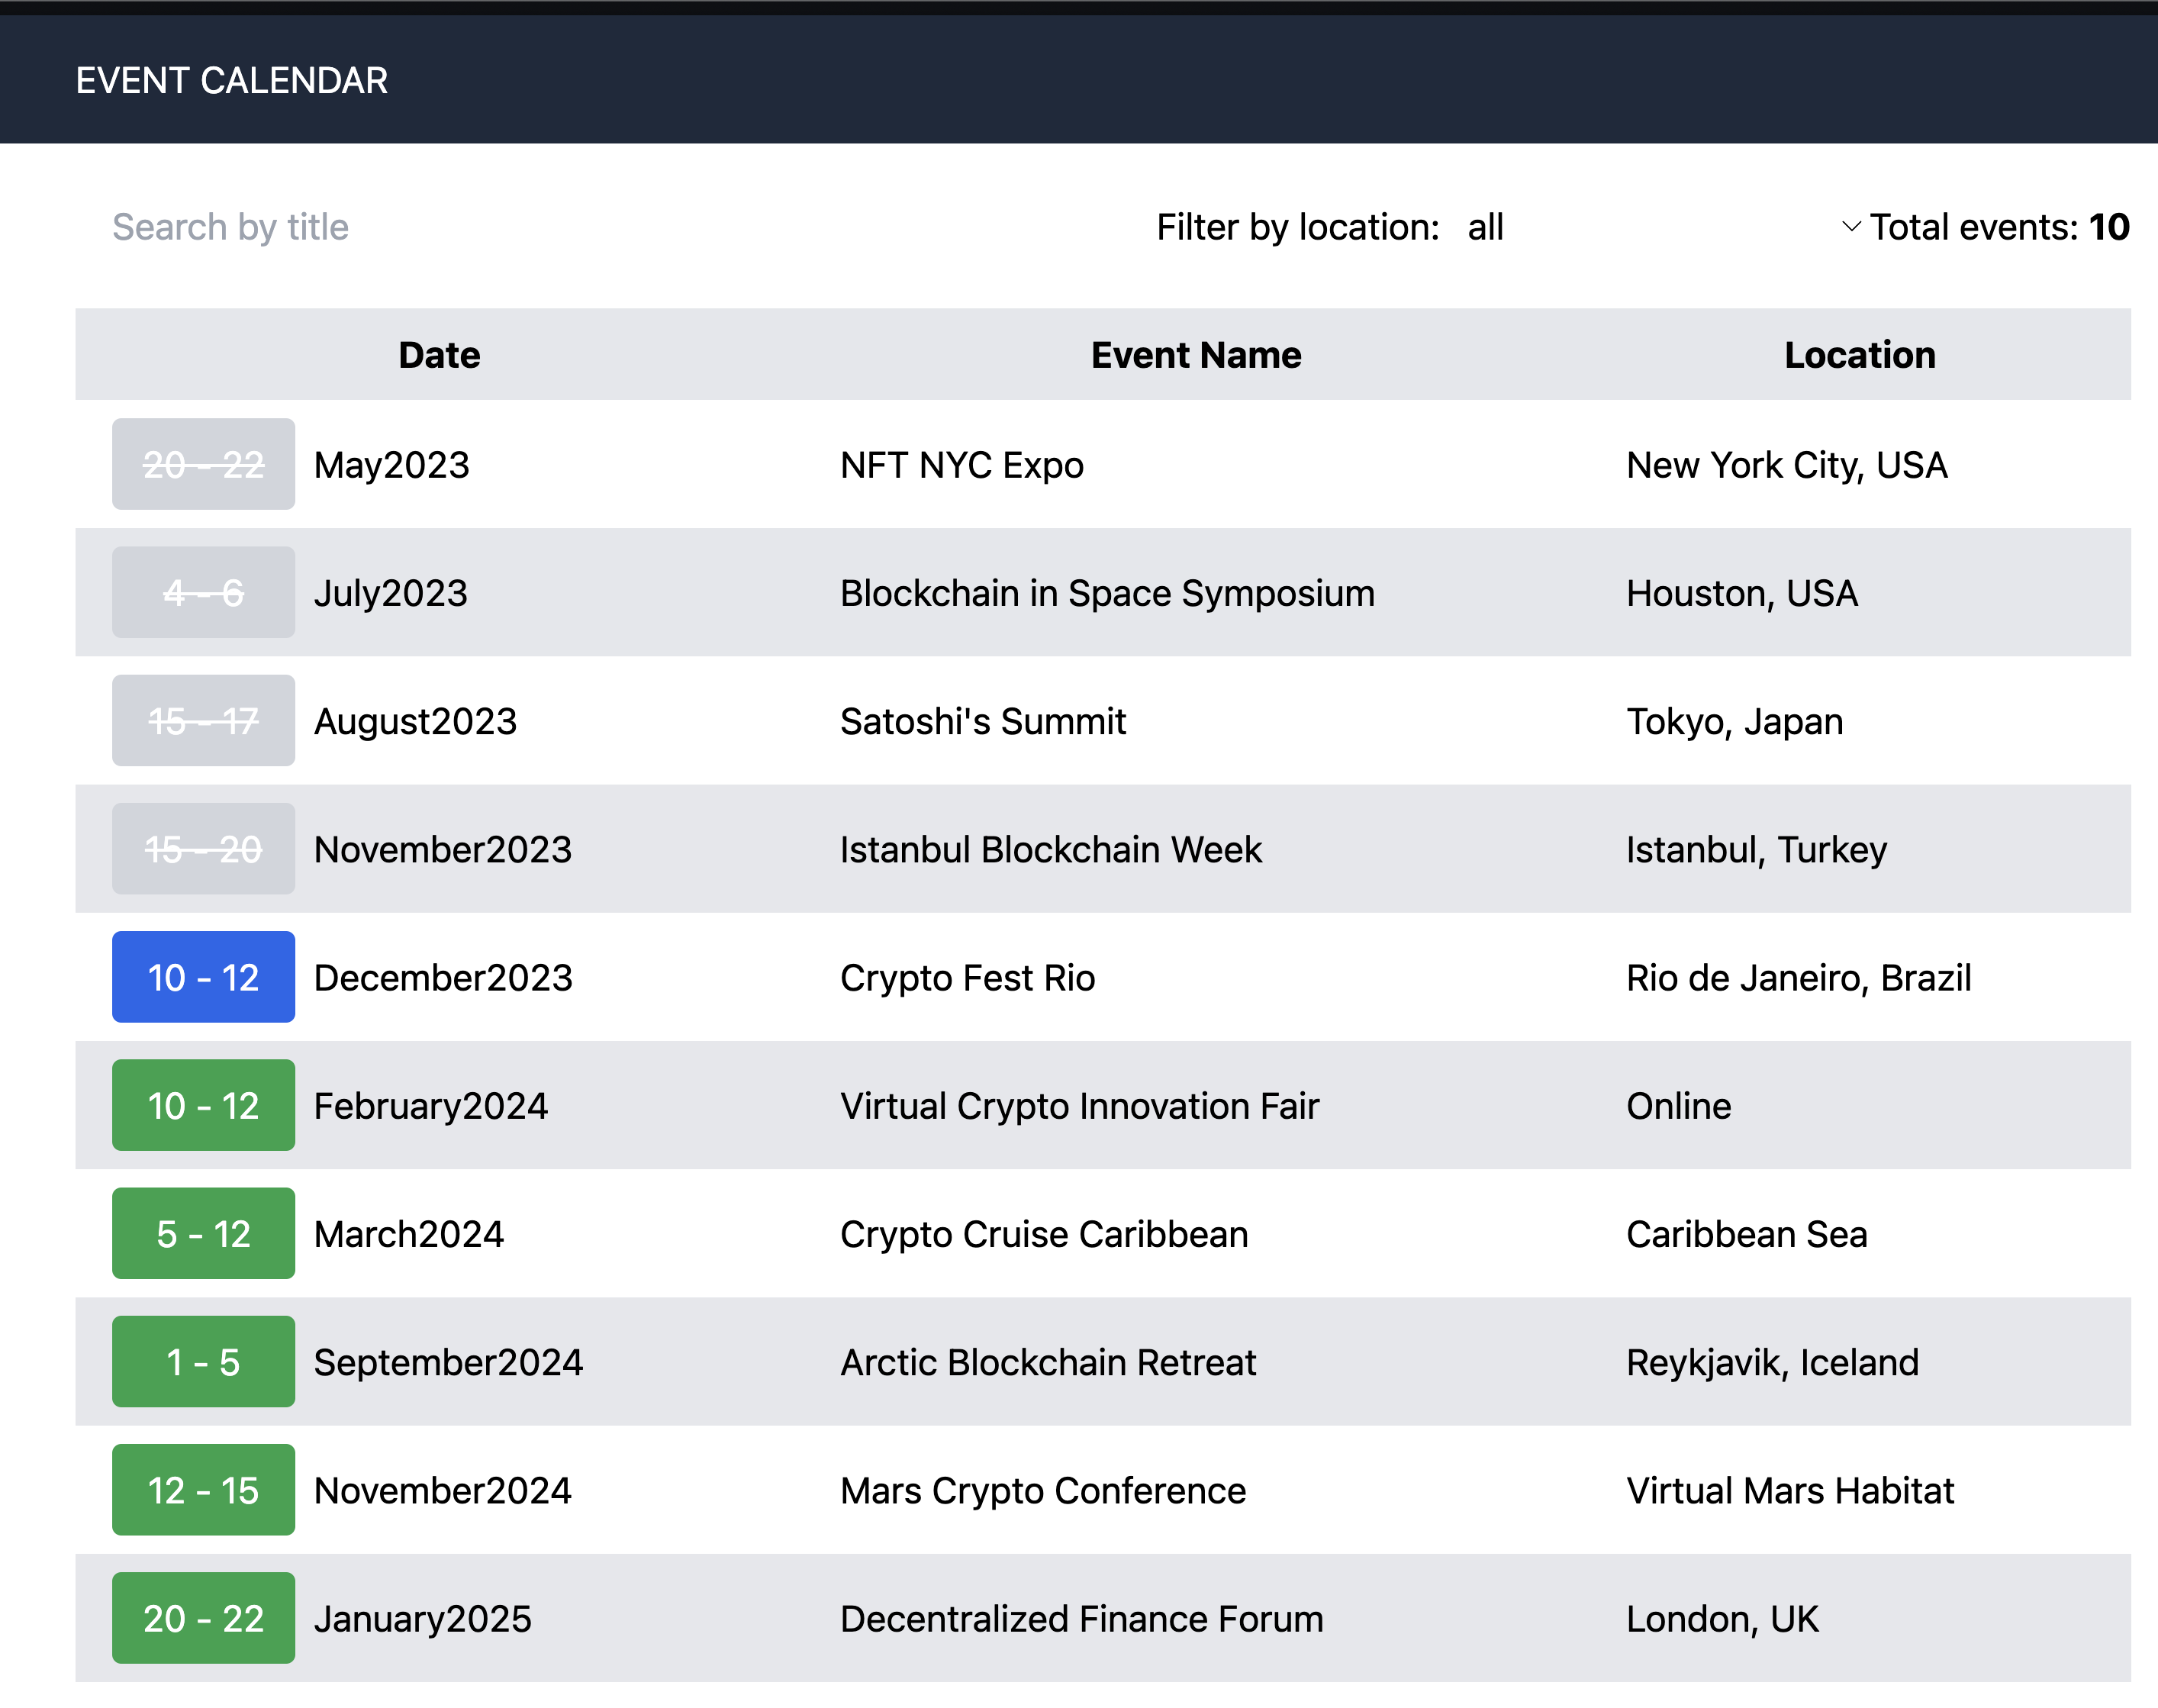 EVENT CALENDAR
Search by title Filter by location: all Total events: 10
Date Event Name Location
20 - 22 May2023 NFT NYC Expo New York City, USA
4 - 6 July2023 Blockchain in Space Symposium Houston, USA
15 - 17 August2023 Satoshi's Summit Tokyo, Japan
15 - 20 November2023 Istanbul Blockchain Week Istanbul, Turkey
10 - 12 December2023 Crypto Fest Rio Rio de Janeiro, Brazil
10 - 12 February2024 Virtual Crypto Innovation Fair Online
5 - 12 March2024 Crypto Cruise Caribbean Caribbean Sea
1 - 5 September2024 Arctic Blockchain Retreat Reykjavik, Iceland
12 - 15 November2024 Mars Crypto Conference Virtual Mars Habitat
20 - 22 January2025 Decentralized Finance Forum London, UK